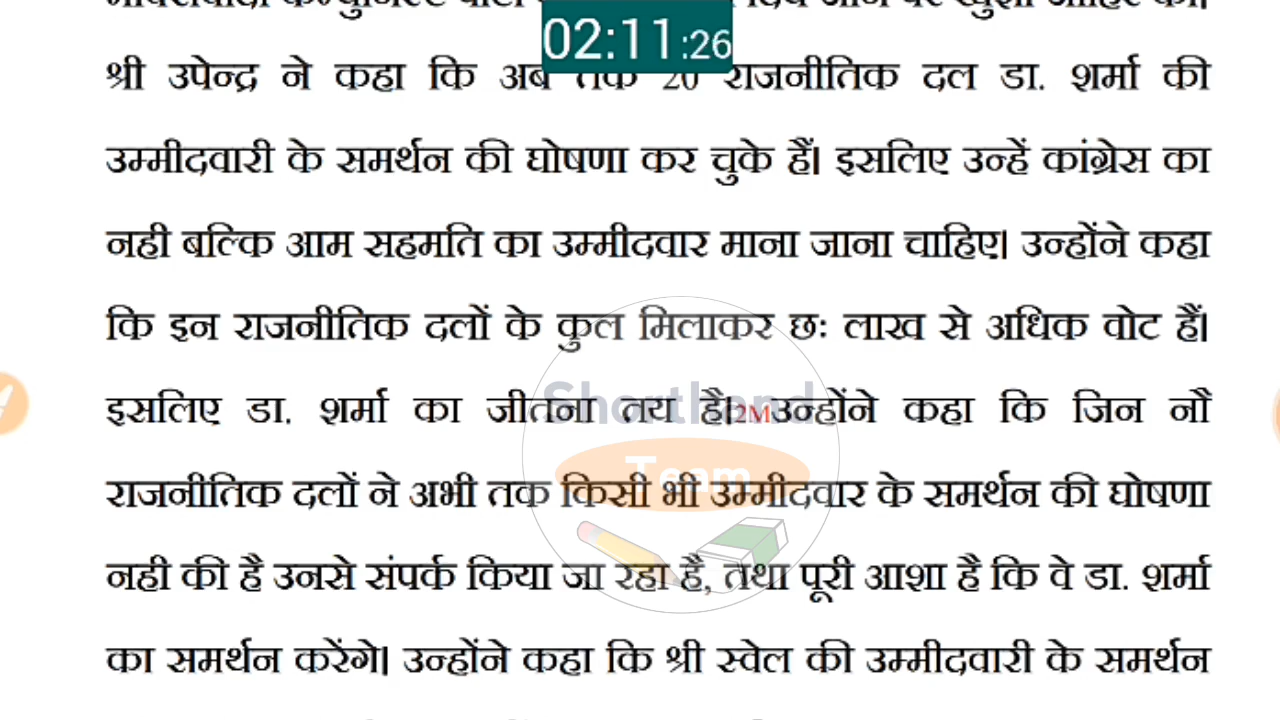 02:11:26
श्री उपेन्द्र ने कहा कि अब तक 20 राजनीतिक दल डा. शर्मा की
उम्मीदवारी के समर्थन की घोषणा कर चुके हैं। इसलिए उन्हें कांग्रेस का
नही बल्कि आम सहमति का उम्मीदवार माना जाना चाहिए। उन्होंने कहा
कि इन राजनीतिक दलों के कुल मिलाकर छः लाख से अधिक वोट हैं।
इसलिए डा. शर्मा का जीतना तय है।2M उन्होंने कहा कि जिन नौ
Shorthand
Team
राजनीतिक दलों ने अभी तक किसी भी उम्मीदवार के समर्थन की घोषणा
नही की है उनसे संपर्क किया जा रहा है, तथा पूरी आशा है कि वे डा. शर्मा
का समर्थन करेंगे। उन्होंने कहा कि श्री स्वेल की उम्मीदवारी के समर्थन